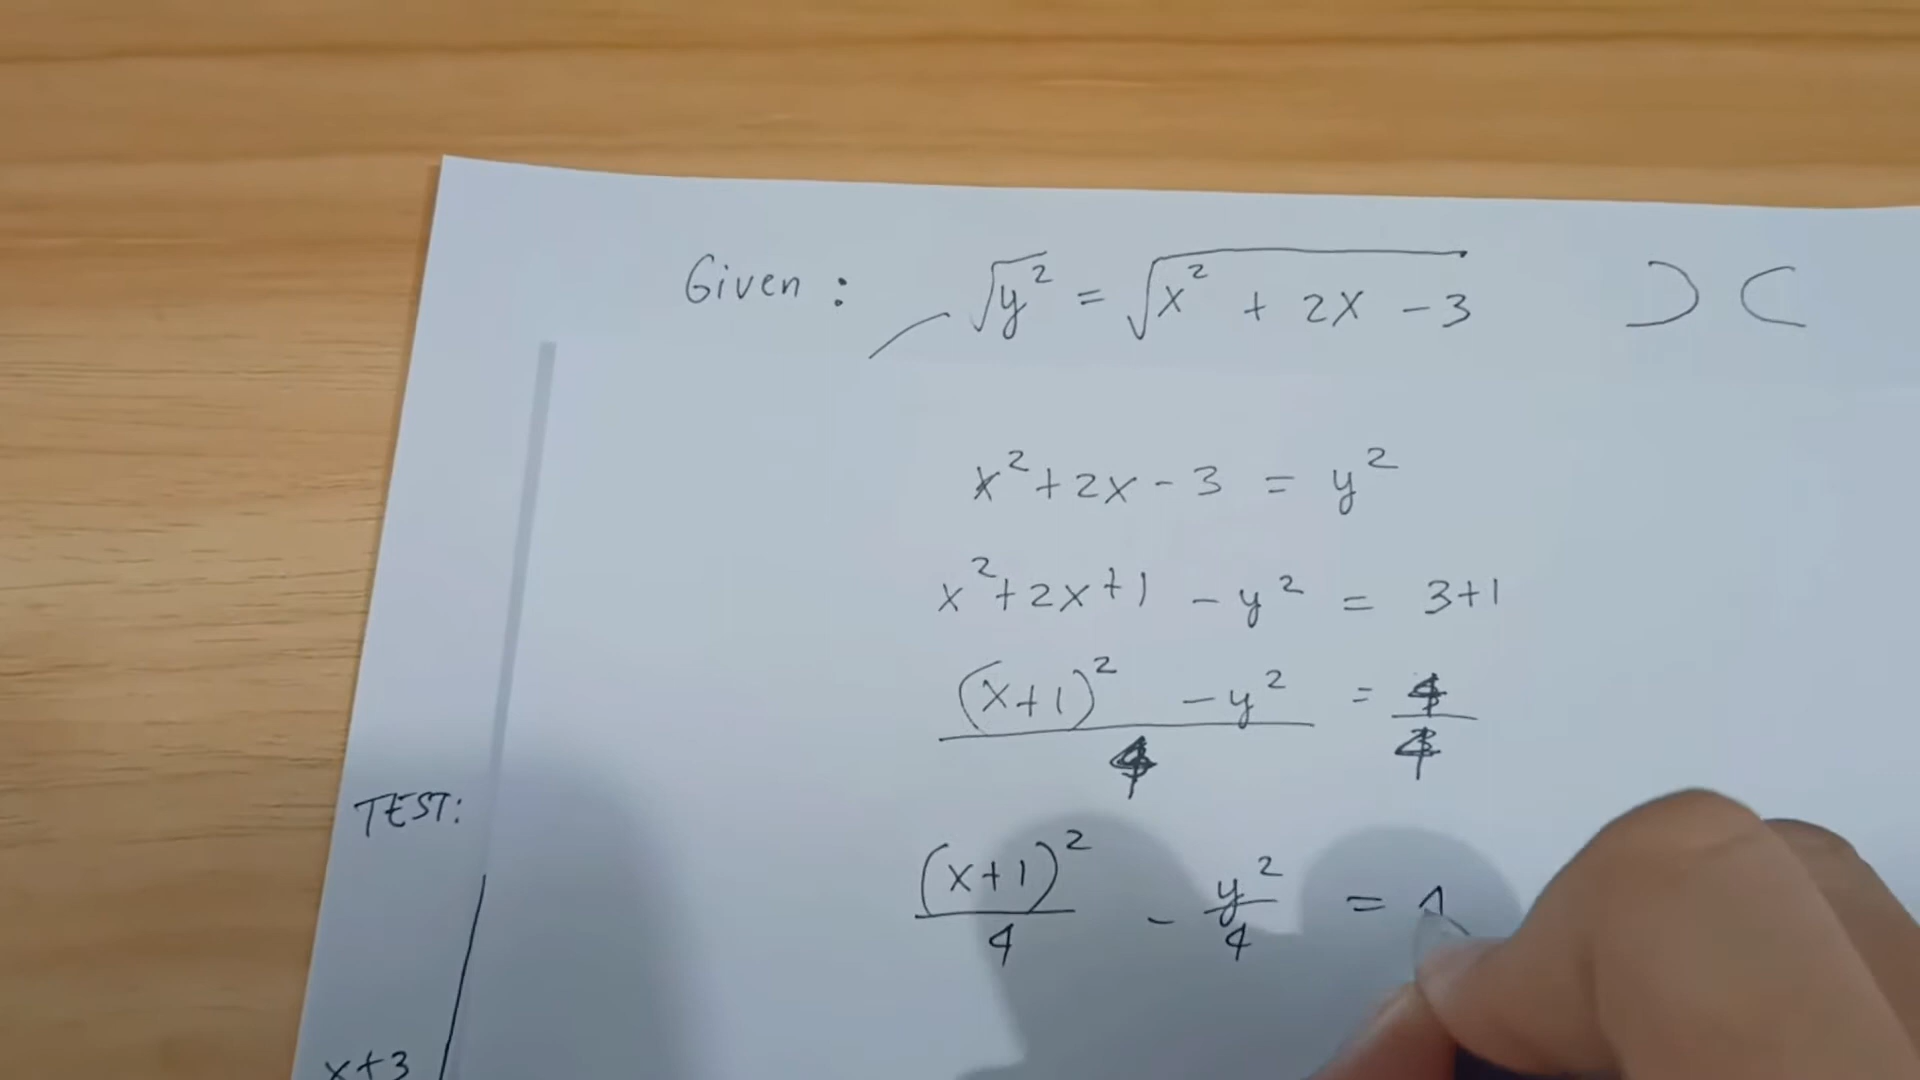 Given : √y² = √x² + 2x - 3
x² + 2x - 3 = y²
x² + 2x + 1 - y² = 3 + 1
(x+1)² - y² / 4 = 4 / 4
TEST:
(x+1)² / 4 - y² / 4 = 1
x+3